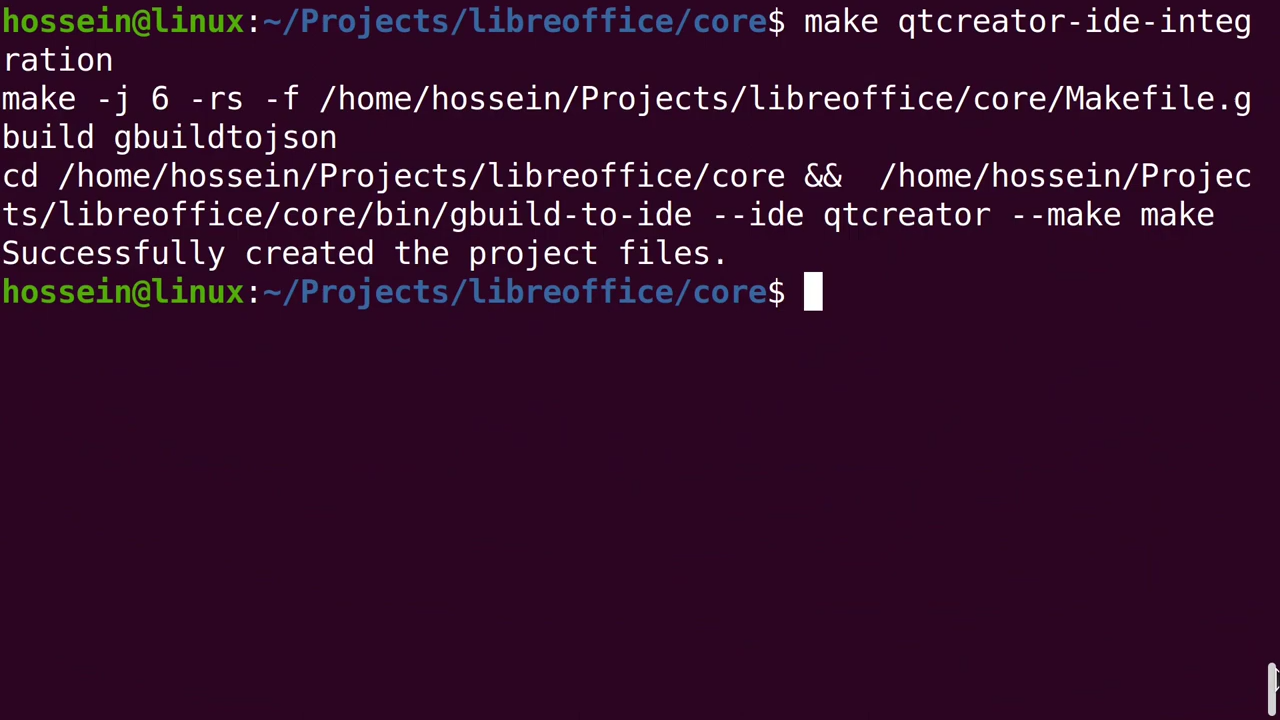 hossein@linux:~/Projects/libreoffice/core$ make qtcreator-ide-integ
ration
make -j 6 -rs -f /home/hossein/Projects/libreoffice/core/Makefile.g
build gbuildtojson
cd /home/hossein/Projects/libreoffice/core &&  /home/hossein/Projec
ts/libreoffice/core/bin/gbuild-to-ide --ide qtcreator --make make
Successfully created the project files.
hossein@linux:~/Projects/libreoffice/core$